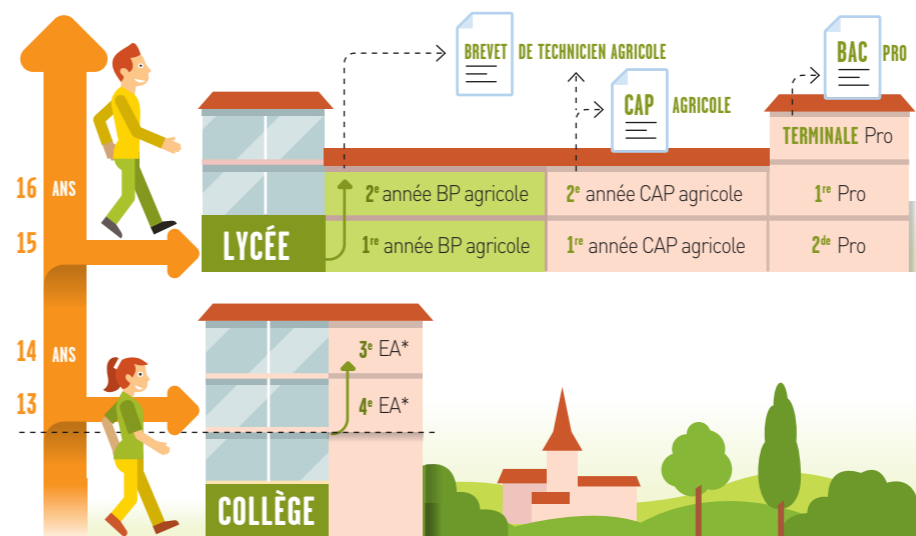 BREVET DE TECHNICIEN AGRICOLE
BAC PRO
CAP AGRICOLE
TERMINALE Pro
16 ANS
2e année BP agricole
2e année CAP agricole
1re Pro
15
LYCÉE
1re année BP agricole
1re année CAP agricole
2de Pro
14 ANS
3e EA*
13
4e EA*
COLLÈGE